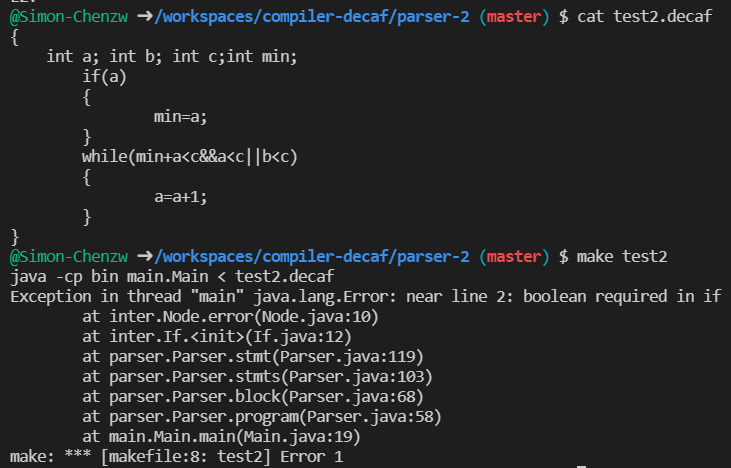 @Simon-Chenzw ➜/workspaces/compiler-decaf/parser-2 (master) $ cat test2.decaf
{
    int a; int b; int c;int min;
        if(a)
        {
                min=a;
        }
        while(min+a<c&&a<c||b<c)
        {
                a=a+1;
        }
}
@Simon-Chenzw ➜/workspaces/compiler-decaf/parser-2 (master) $ make test2
java -cp bin main.Main < test2.decaf
Exception in thread "main" java.lang.Error: near line 2: boolean required in if
        at inter.Node.error(Node.java:10)
        at inter.If.<init>(If.java:12)
        at parser.Parser.stmt(Parser.java:119)
        at parser.Parser.stmts(Parser.java:103)
        at parser.Parser.block(Parser.java:68)
        at parser.Parser.program(Parser.java:58)
        at main.Main.main(Main.java:19)
make: *** [makefile:8: test2] Error 1